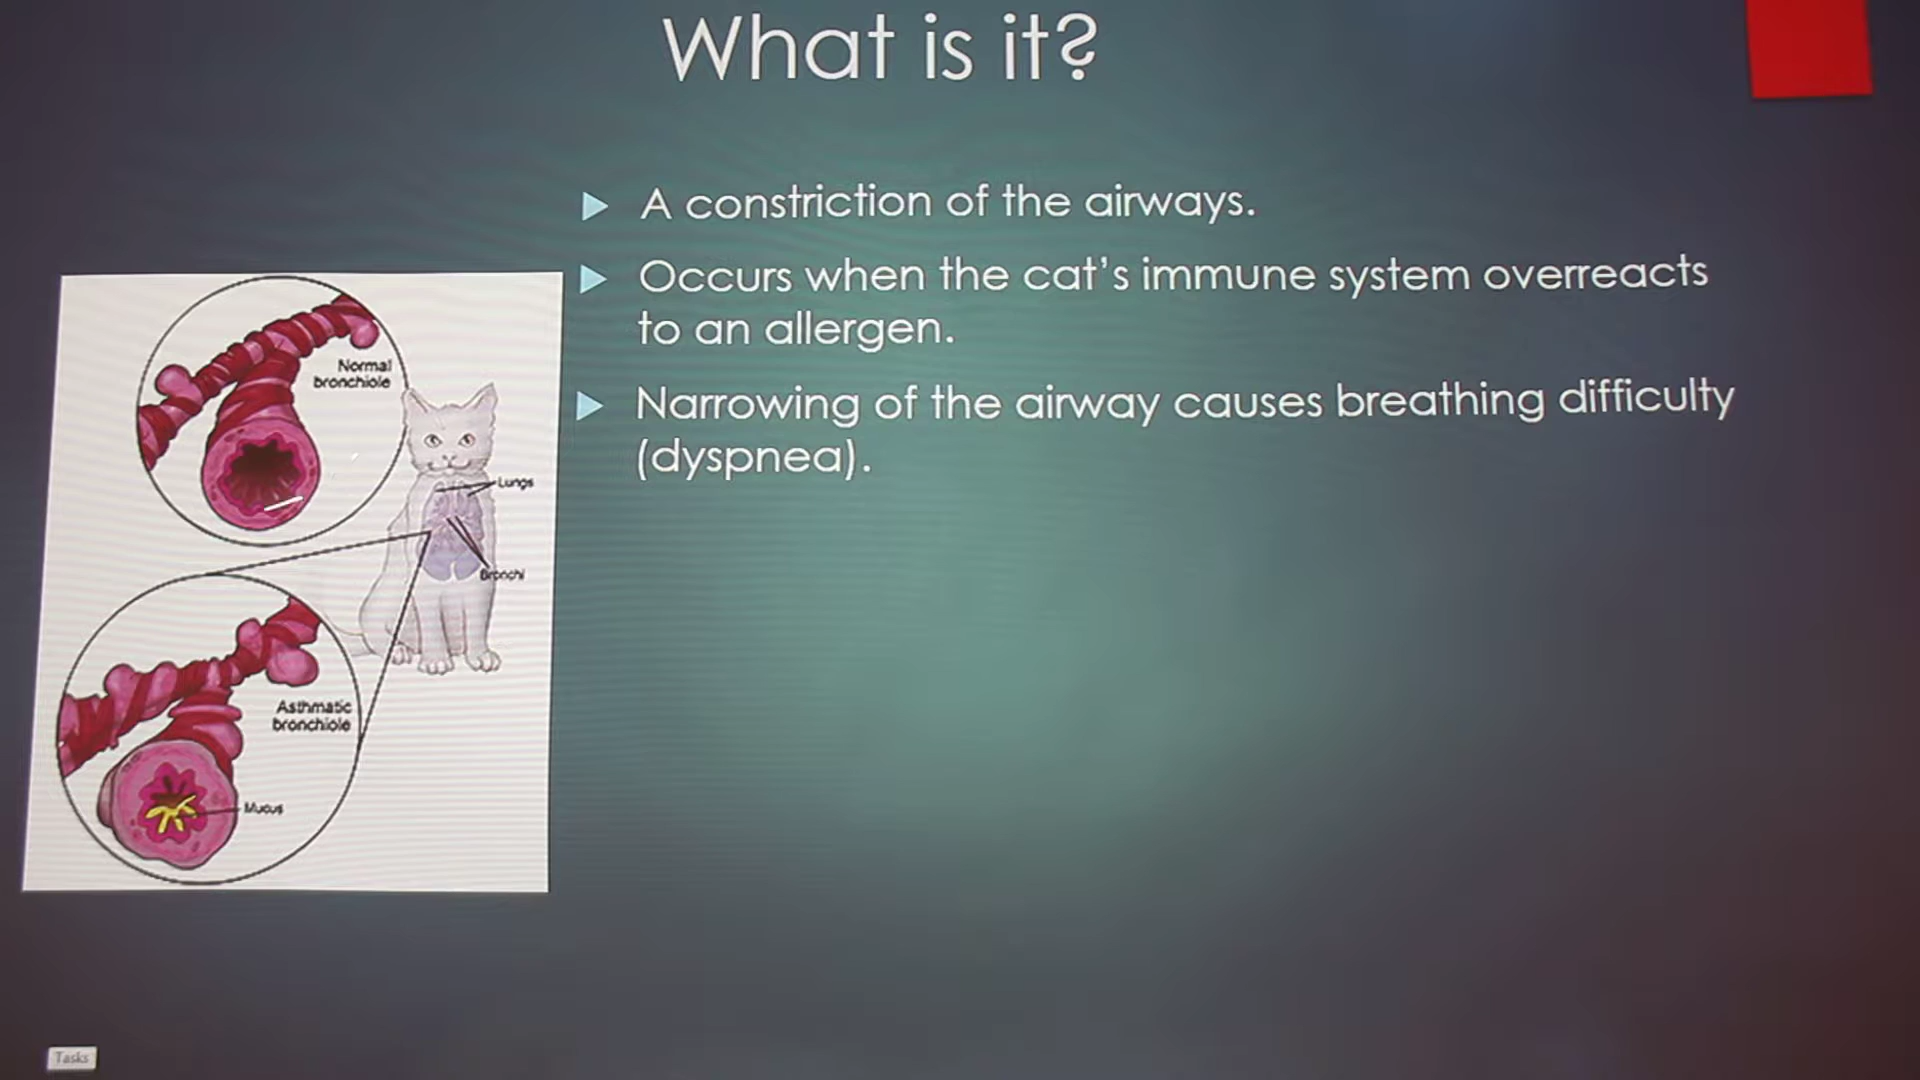 What is it?
A constriction of the airways.
Occurs when the cat's immune system overreacts
to an allergen.
Narrowing of the airway causes breathing difficulty
(dyspnea).
Normal
bronchiole
Lungs
Bronchi
Asthmatic
bronchiole
Mucus
Tasks